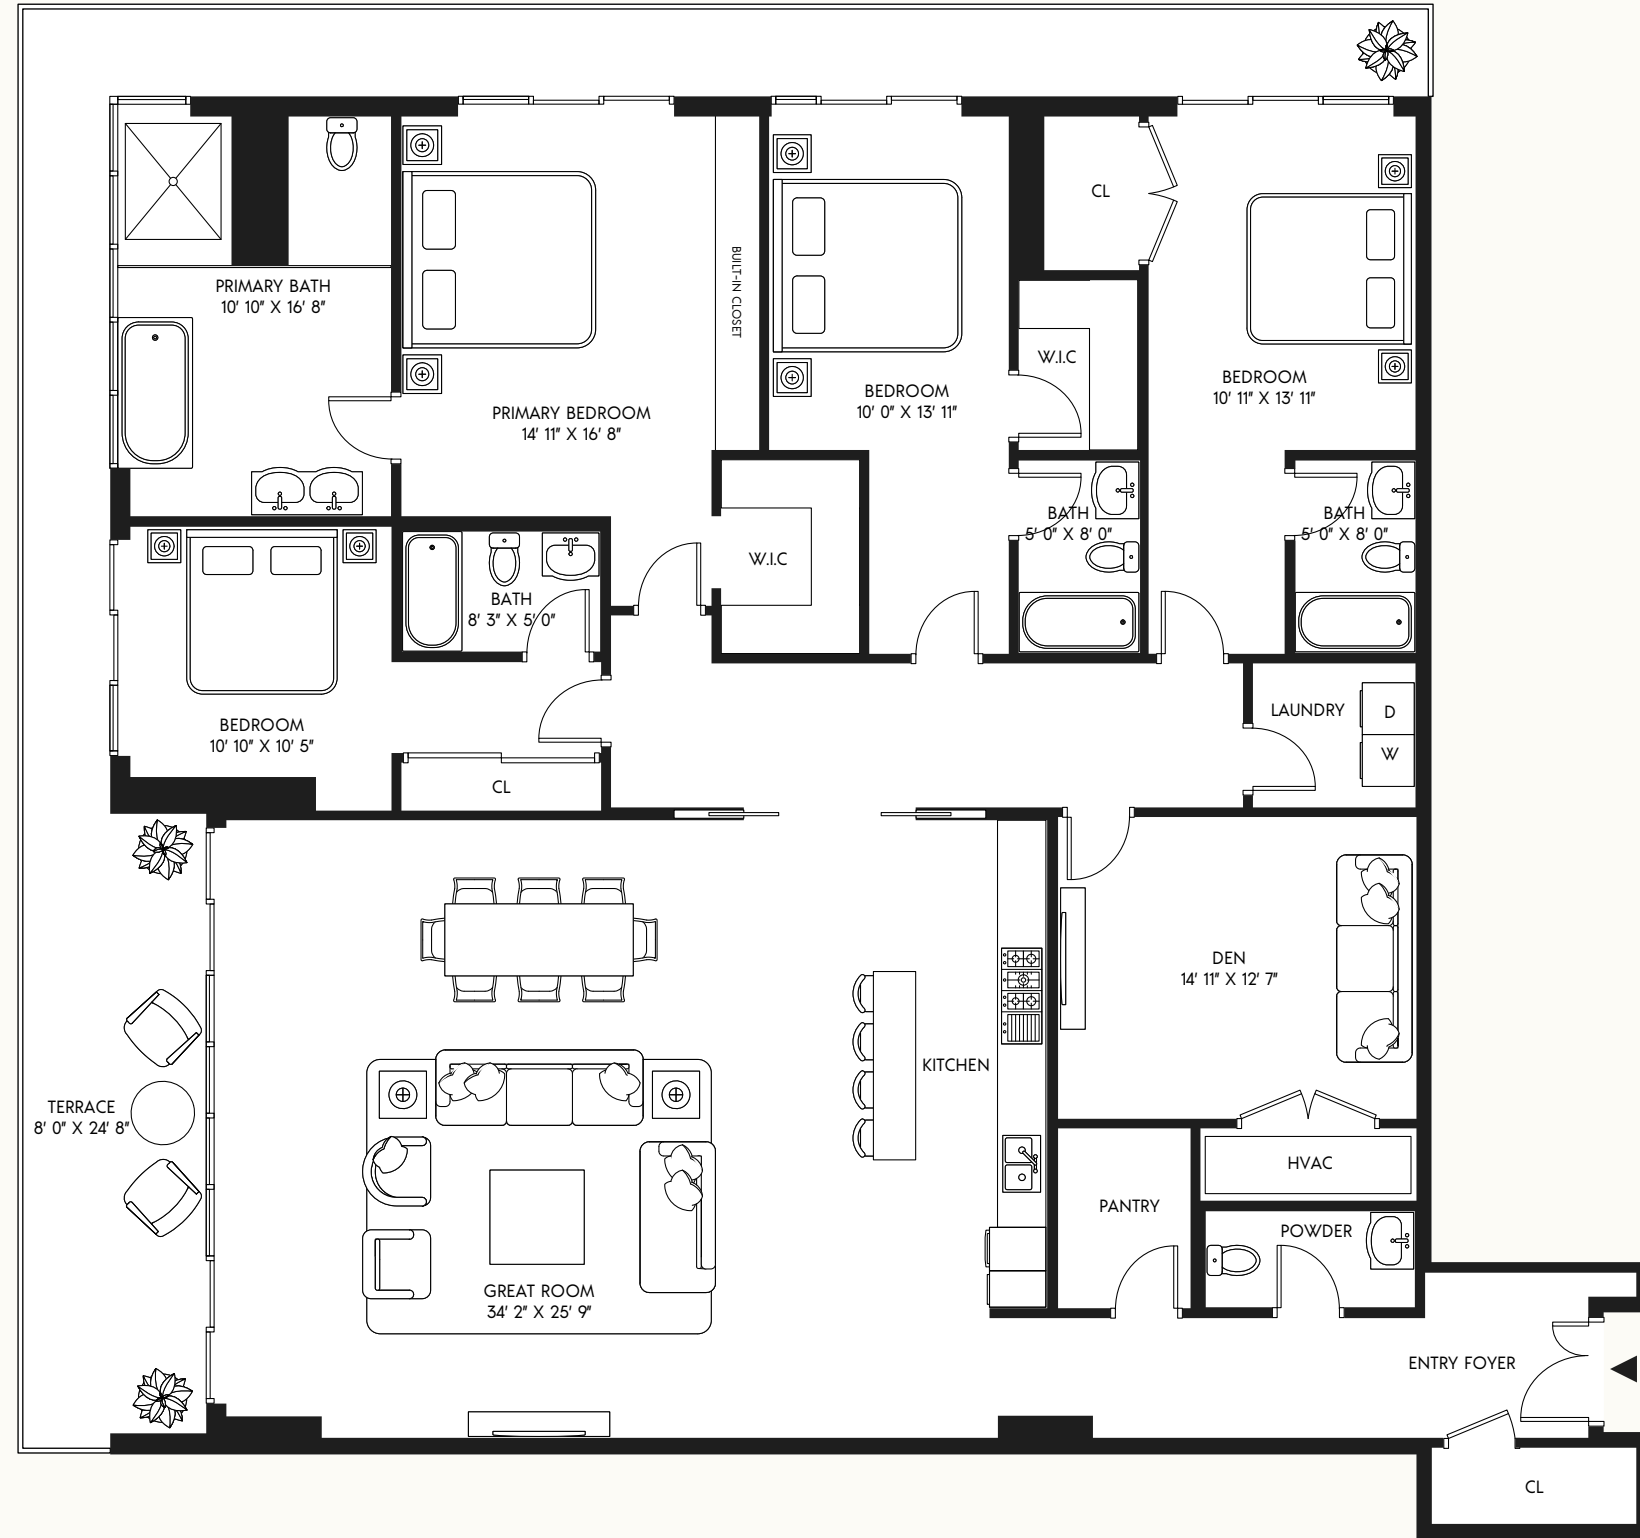 CL
PRIMARY BATH
10' 10" X 16' 8"
BUILT-IN CLOSET
W.I.C
BEDROOM
10' 11" X 13' 11"
BEDROOM
10' 0" X 13' 11"
PRIMARY BEDROOM
14' 11" X 16' 8"
BATH
5' 0" X 8' 0"
BATH
5' 0" X 8' 0"
W.I.C
BATH
8' 3" X 5' 0"
LAUNDRY
D
W
BEDROOM
10' 10" X 10' 5"
CL
DEN
14' 11" X 12' 7"
KITCHEN
TERRACE
8' 0" X 24' 8"
HVAC
PANTRY
POWDER
GREAT ROOM
34' 2" X 25' 9"
ENTRY FOYER
CL